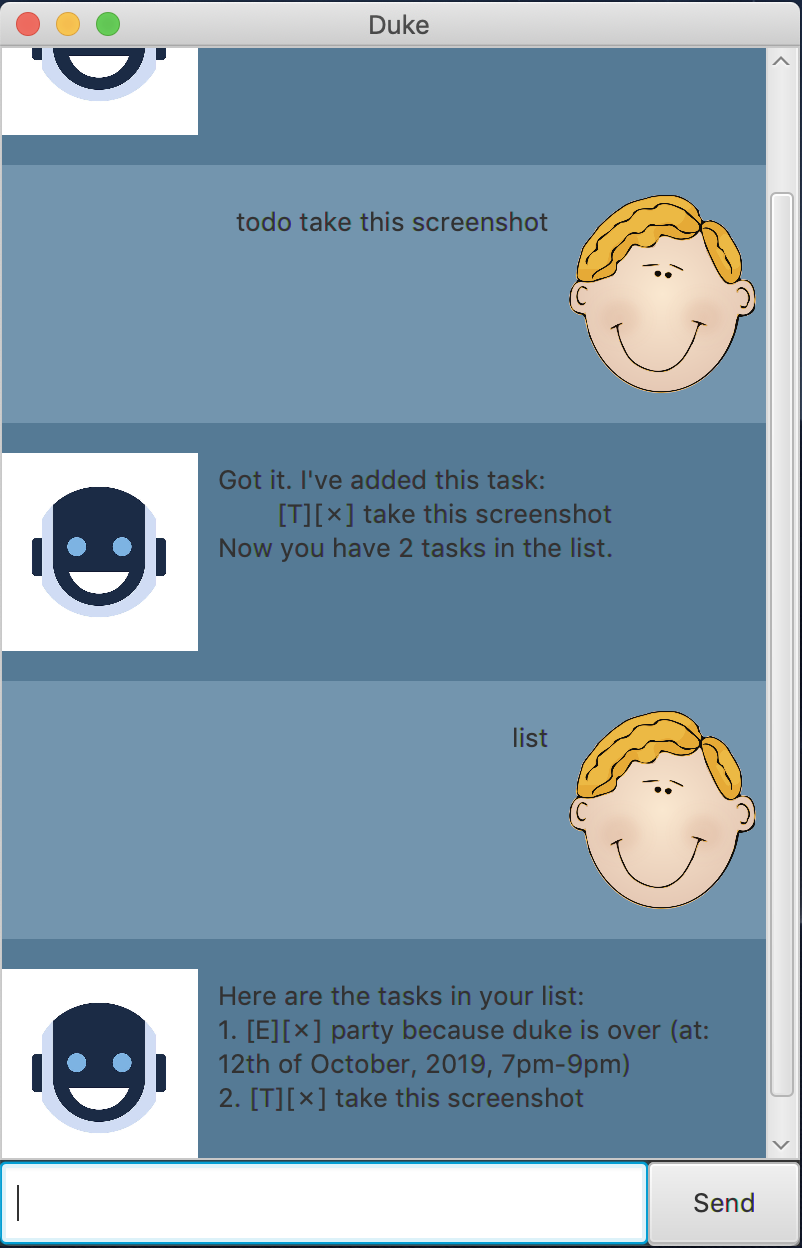 Duke
todo take this screenshot
Got it. I've added this task:
[T][×] take this screenshot
Now you have 2 tasks in the list.
list
Here are the tasks in your list:
1. [E][×] party because duke is over (at:
12th of October, 2019, 7pm-9pm)
2. [T][×] take this screenshot
Send